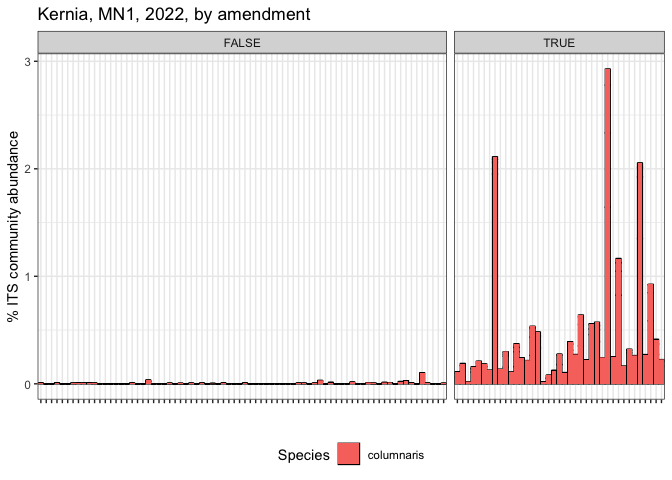 Kernia, MN1, 2022, by amendment
FALSE
TRUE
% ITS community abundance
3
2
1
0
Species
columnaris